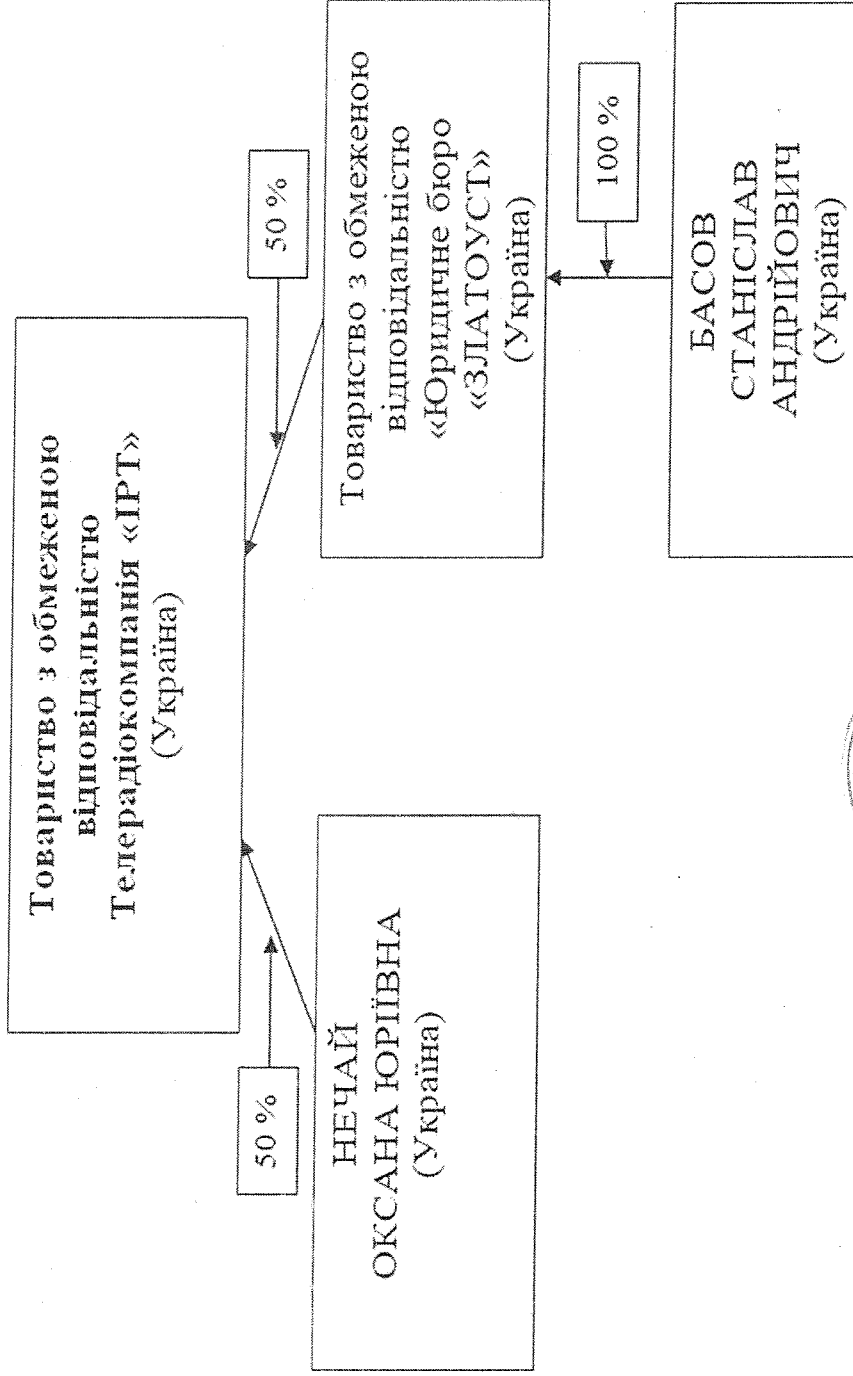 Товариство з обмеженою
відповідальністю
Телерадіокомпанія «ІРТ»
(Україна)
50 %
50 %
НЕЧАЙ
ОКСАНА ЮРІЇВНА
(Україна)
Товариство з обмеженою
відповідальністю
«Юридичне бюро
«ЗЛАТОУСТ»
(Україна)
100 %
БАСОВ
СТАНІСЛАВ
АНДРІЙОВИЧ
(Україна)